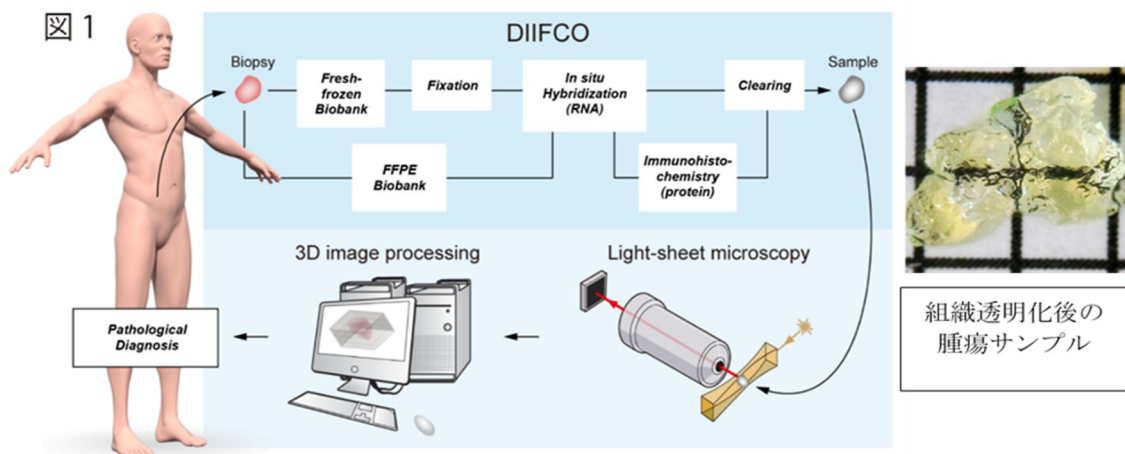 図1
DIIFCO
Biopsy
Fresh-
frozen
Biobank
Fixation
In situ
Hybridization
(RNA)
Clearing
Sample
FFPE
Biobank
Immunohisto-
chemistry
(protein)
3D image processing
Light-sheet microscopy
Pathological
Diagnosis
組織透明化後の
腫瘍サンプル